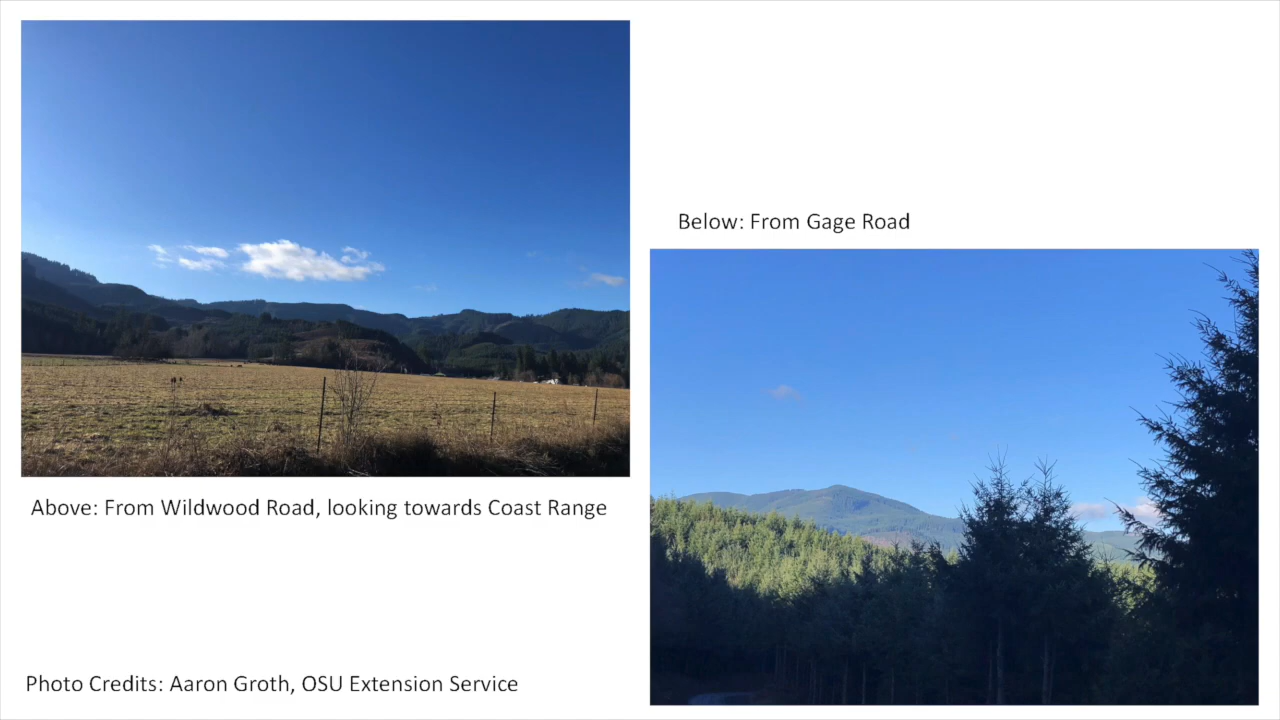 Below: From Gage Road
Above: From Wildwood Road, looking towards Coast Range
Photo Credits: Aaron Groth, OSU Extension Service